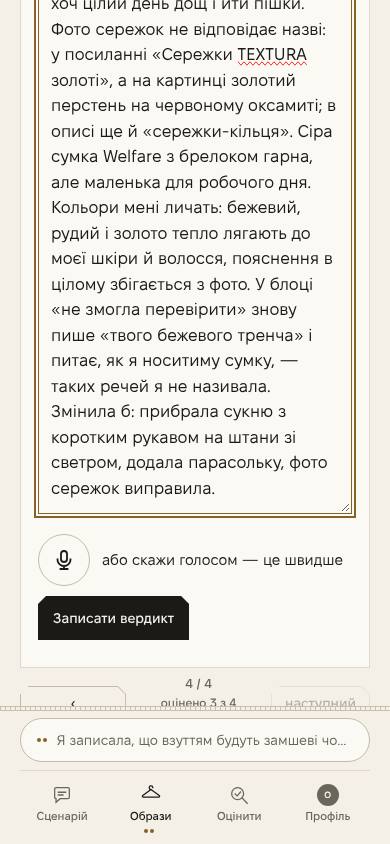 хоч цілий день дощ і йти пішки.
Фото сережок не відповідає назві:
у посиланні «Сережки TEXTURA
золоті», а на картинці золотий
перстень на червоному оксамиті; в
описі ще й «сережки-кільця». Сіра
сумка Welfare з брелоком гарна,
але маленька для робочого дня.
Кольори мені личать: бежевий,
рудий і золото тепло лягають до
моєї шкіри й волосся, пояснення в
цілому збігається з фото. У блоці
«не змогла перевірити» знову
пише «твого бежевого тренча» і
питає, як я носитиму сумку, —
таких речей я не називала.
Змінила б: прибрала сукню з
коротким рукавом на штани зі
светром, додала парасольку, фото
сережок виправила.
або скажи голосом — це швидше
Записати вердикт
4 / 4
‹ оцінено 3 з 4 наступний
Я записала, що взуттям будуть замшеві чо...
Сценарій Образи Оцінити Профіль